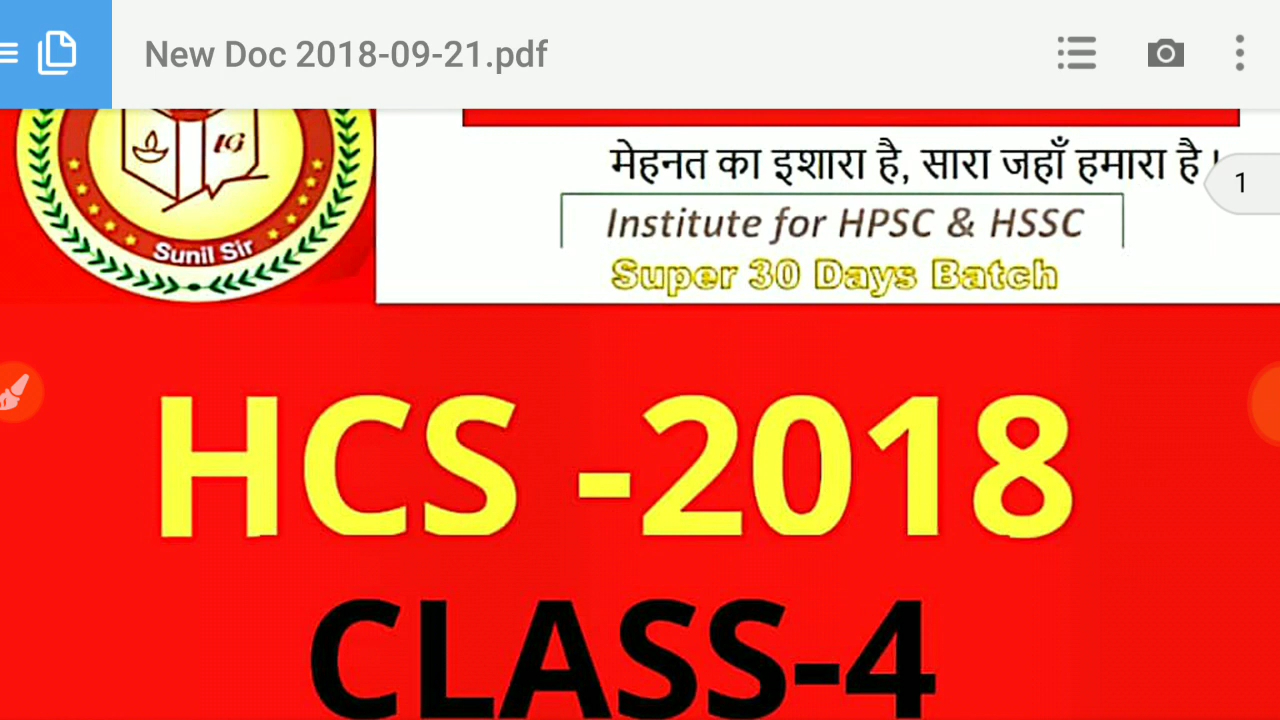 New Doc 2018-09-21.pdf
IG
Sunil Sir
मेहनत का इशारा है, सारा जहाँ हमारा है।
1
Institute for HPSC & HSSC
Super 30 Days Batch
HCS -2018
CLASS-4